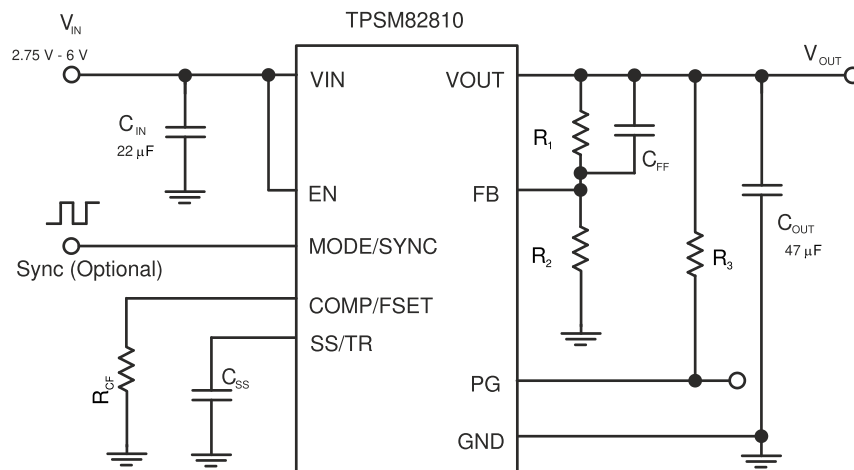 TPSM82810
V_IN
2.75 V - 6 V
C_IN
22 µF
VIN
EN
MODE/SYNC
Sync (Optional)
COMP/FSET
SS/TR
R_CF
C_SS
VOUT
FB
PG
GND
R_1
C_FF
R_2
R_3
V_OUT
C_OUT
47 µF